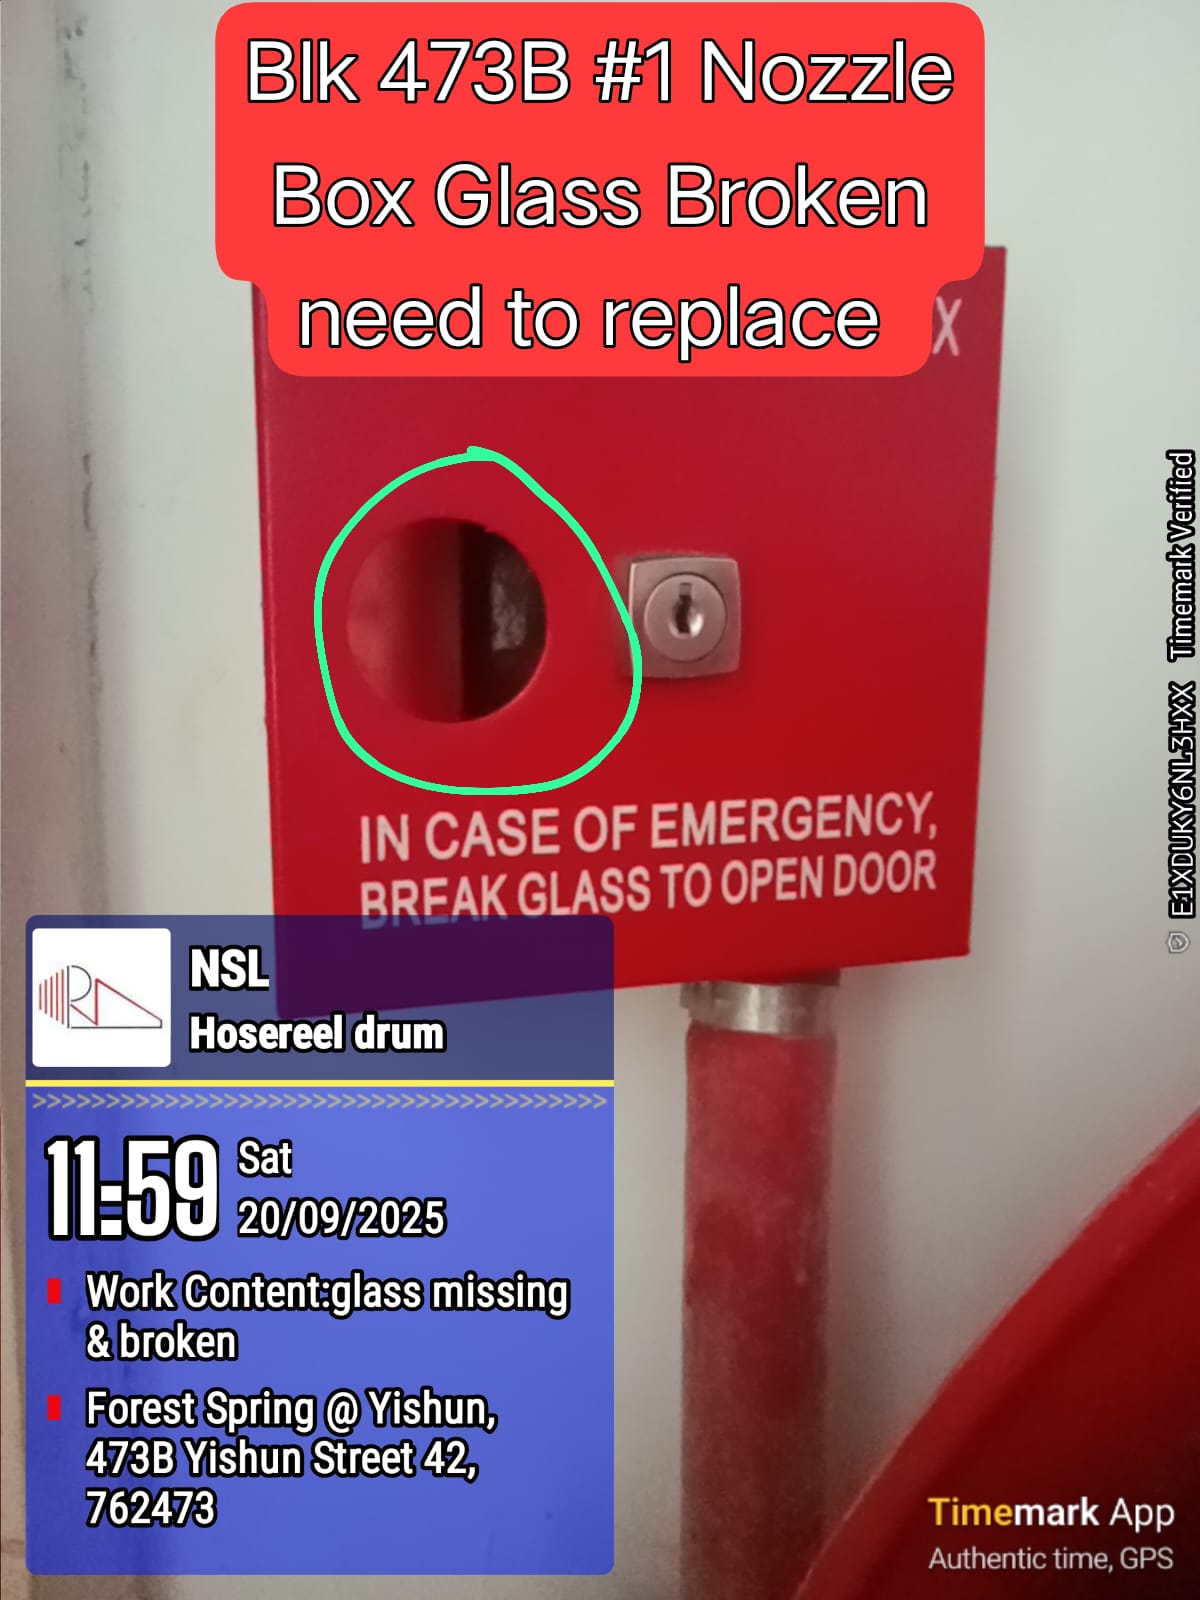 Blk 473B #1 Nozzle
Box Glass Broken
need to replace
X
IN CASE OF EMERGENCY,
BREAK GLASS TO OPEN DOOR
NSL
Hosereel drum
>>>>>>>>>>>>>>>>>>>>>>>>>>>>>>>>>>>>>>>
11:59
Sat
20/09/2025
Work Content:glass missing
& broken
Forest Spring @ Yishun,
473B Yishun Street 42,
762473
E1XDUKY6NL3HXX Timemark Verified
Timemark App
Authentic time, GPS